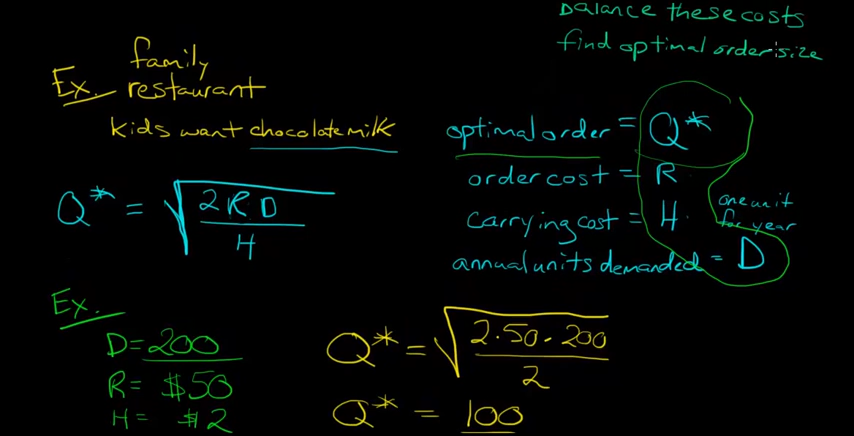 balance these costs
find optimal order size
Ex. family
restaurant
kids want chocolate milk
optimal order = Q*
order cost = R
carrying cost = H
one unit
for year
annual units demanded = D
Q* = √(2RD / H)
Ex.
D = 200
R = $50
H = $2
Q* = √(2·50·200 / 2)
Q* = 100